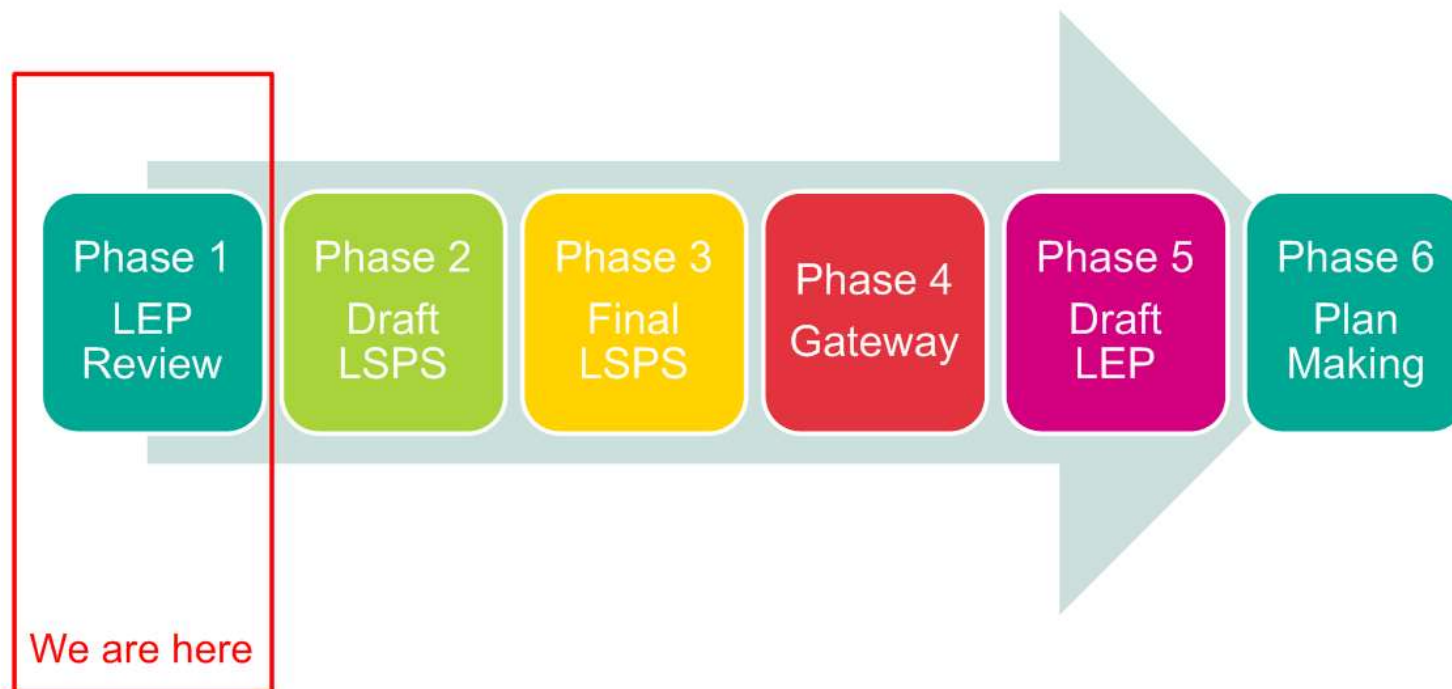 Phase 1
LEP
Review
Phase 2
Draft
LSPS
Phase 3
Final
LSPS
Phase 4
Gateway
Phase 5
Draft
LEP
Phase 6
Plan
Making
We are here